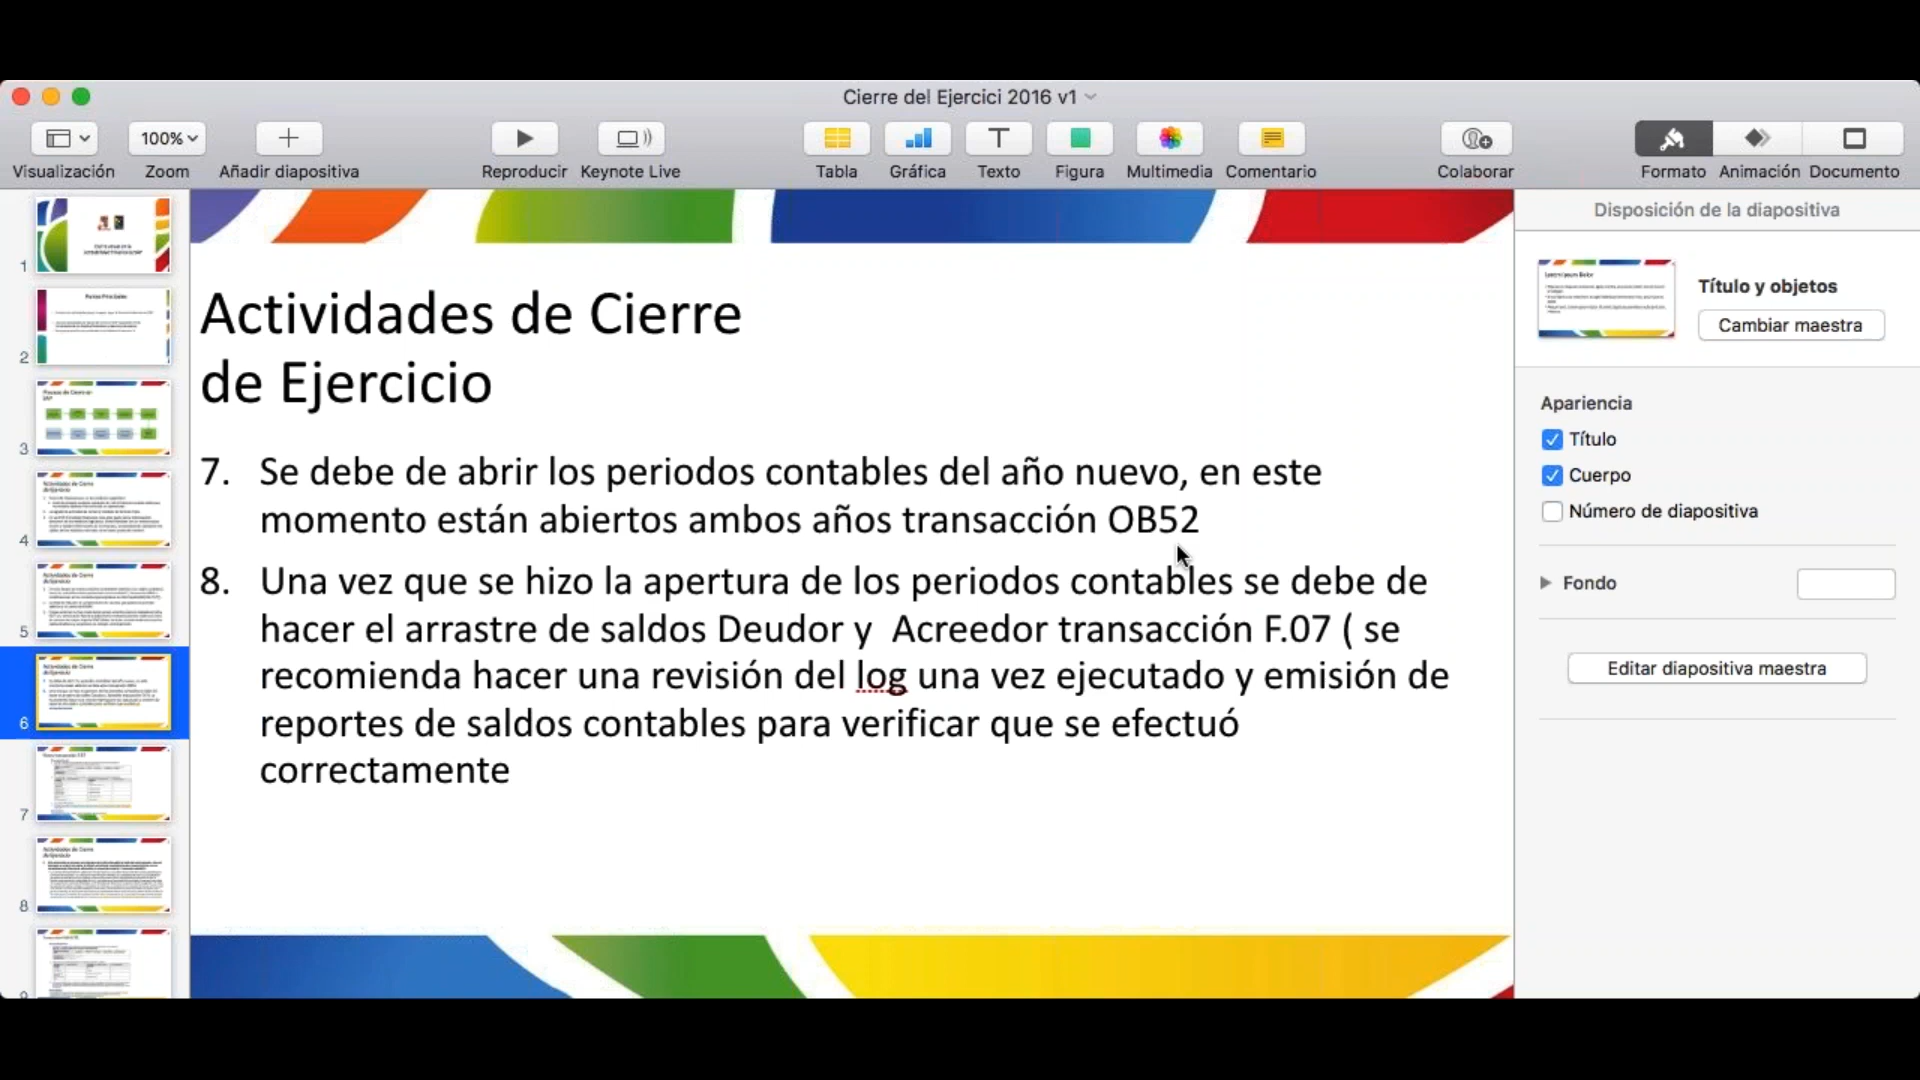 Cierre del Ejercici 2016 v1
100%
Visualización
Zoom
Añadir diapositiva
Reproducir
Keynote Live
Tabla
Gráfica
Texto
Figura
Multimedia
Comentario
Colaborar
Formato
Animación
Documento
1
2
3
4
5
6
7
8
9
Actividades de Cierre
de Ejercicio
7. Se debe de abrir los periodos contables del año nuevo, en este
momento están abiertos ambos años transacción OB52
8. Una vez que se hizo la apertura de los periodos contables se debe de
hacer el arrastre de saldos Deudor y Acreedor transacción F.07 ( se
recomienda hacer una revisión del log una vez ejecutado y emisión de
reportes de saldos contables para verificar que se efectuó
correctamente
Disposición de la diapositiva
Título y objetos
Cambiar maestra
Apariencia
Título
Cuerpo
Número de diapositiva
Fondo
Editar diapositiva maestra